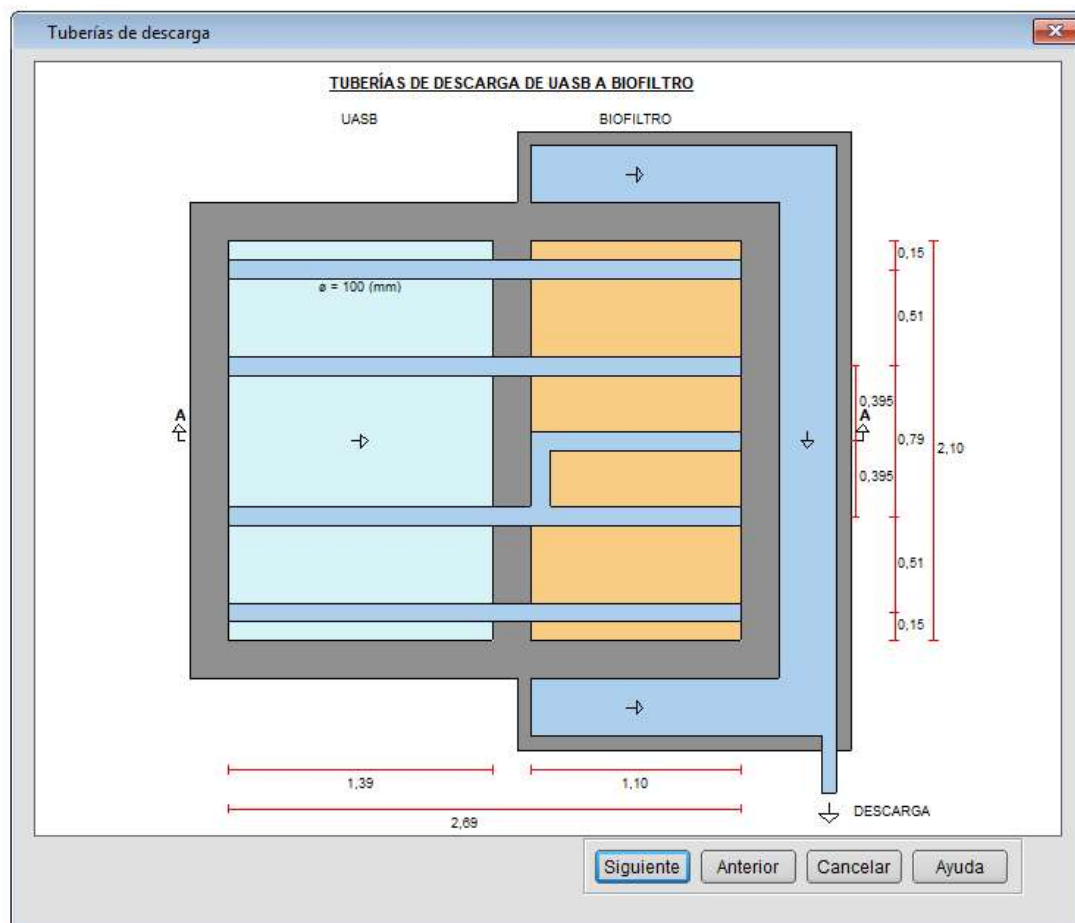 Tuberías de descarga
TUBERÍAS DE DESCARGA DE UASB A BIOFILTRO
UASB BIOFILTRO
0,15
ø = 100 (mm)
0,51
A A
0,395
0,79
2,10
0,395
0,51
0,15
1,39 1,10
2,69
DESCARGA
Siguiente Anterior Cancelar Ayuda